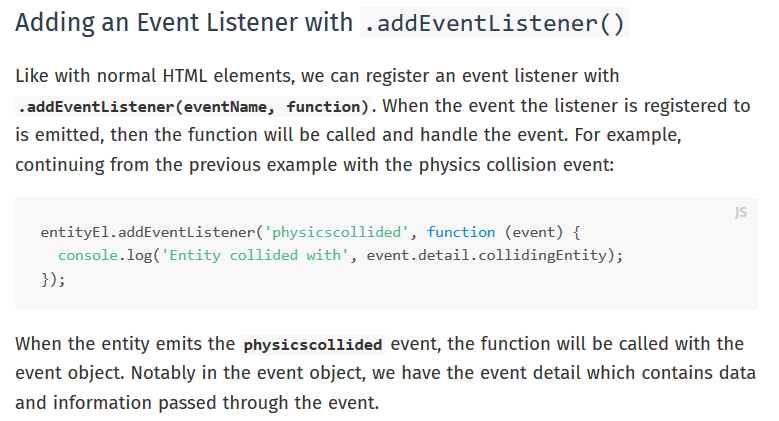 Adding an Event Listener with .addEventListener()
Like with normal HTML elements, we can register an event listener with
.addEventListener(eventName, function). When the event the listener is registered to
is emitted, then the function will be called and handle the event. For example,
continuing from the previous example with the physics collision event:
JS
entityEl.addEventListener('physicscollided', function (event) {
  console.log('Entity collided with', event.detail.collidingEntity);
});
When the entity emits the physicscollided event, the function will be called with the
event object. Notably in the event object, we have the event detail which contains data
and information passed through the event.